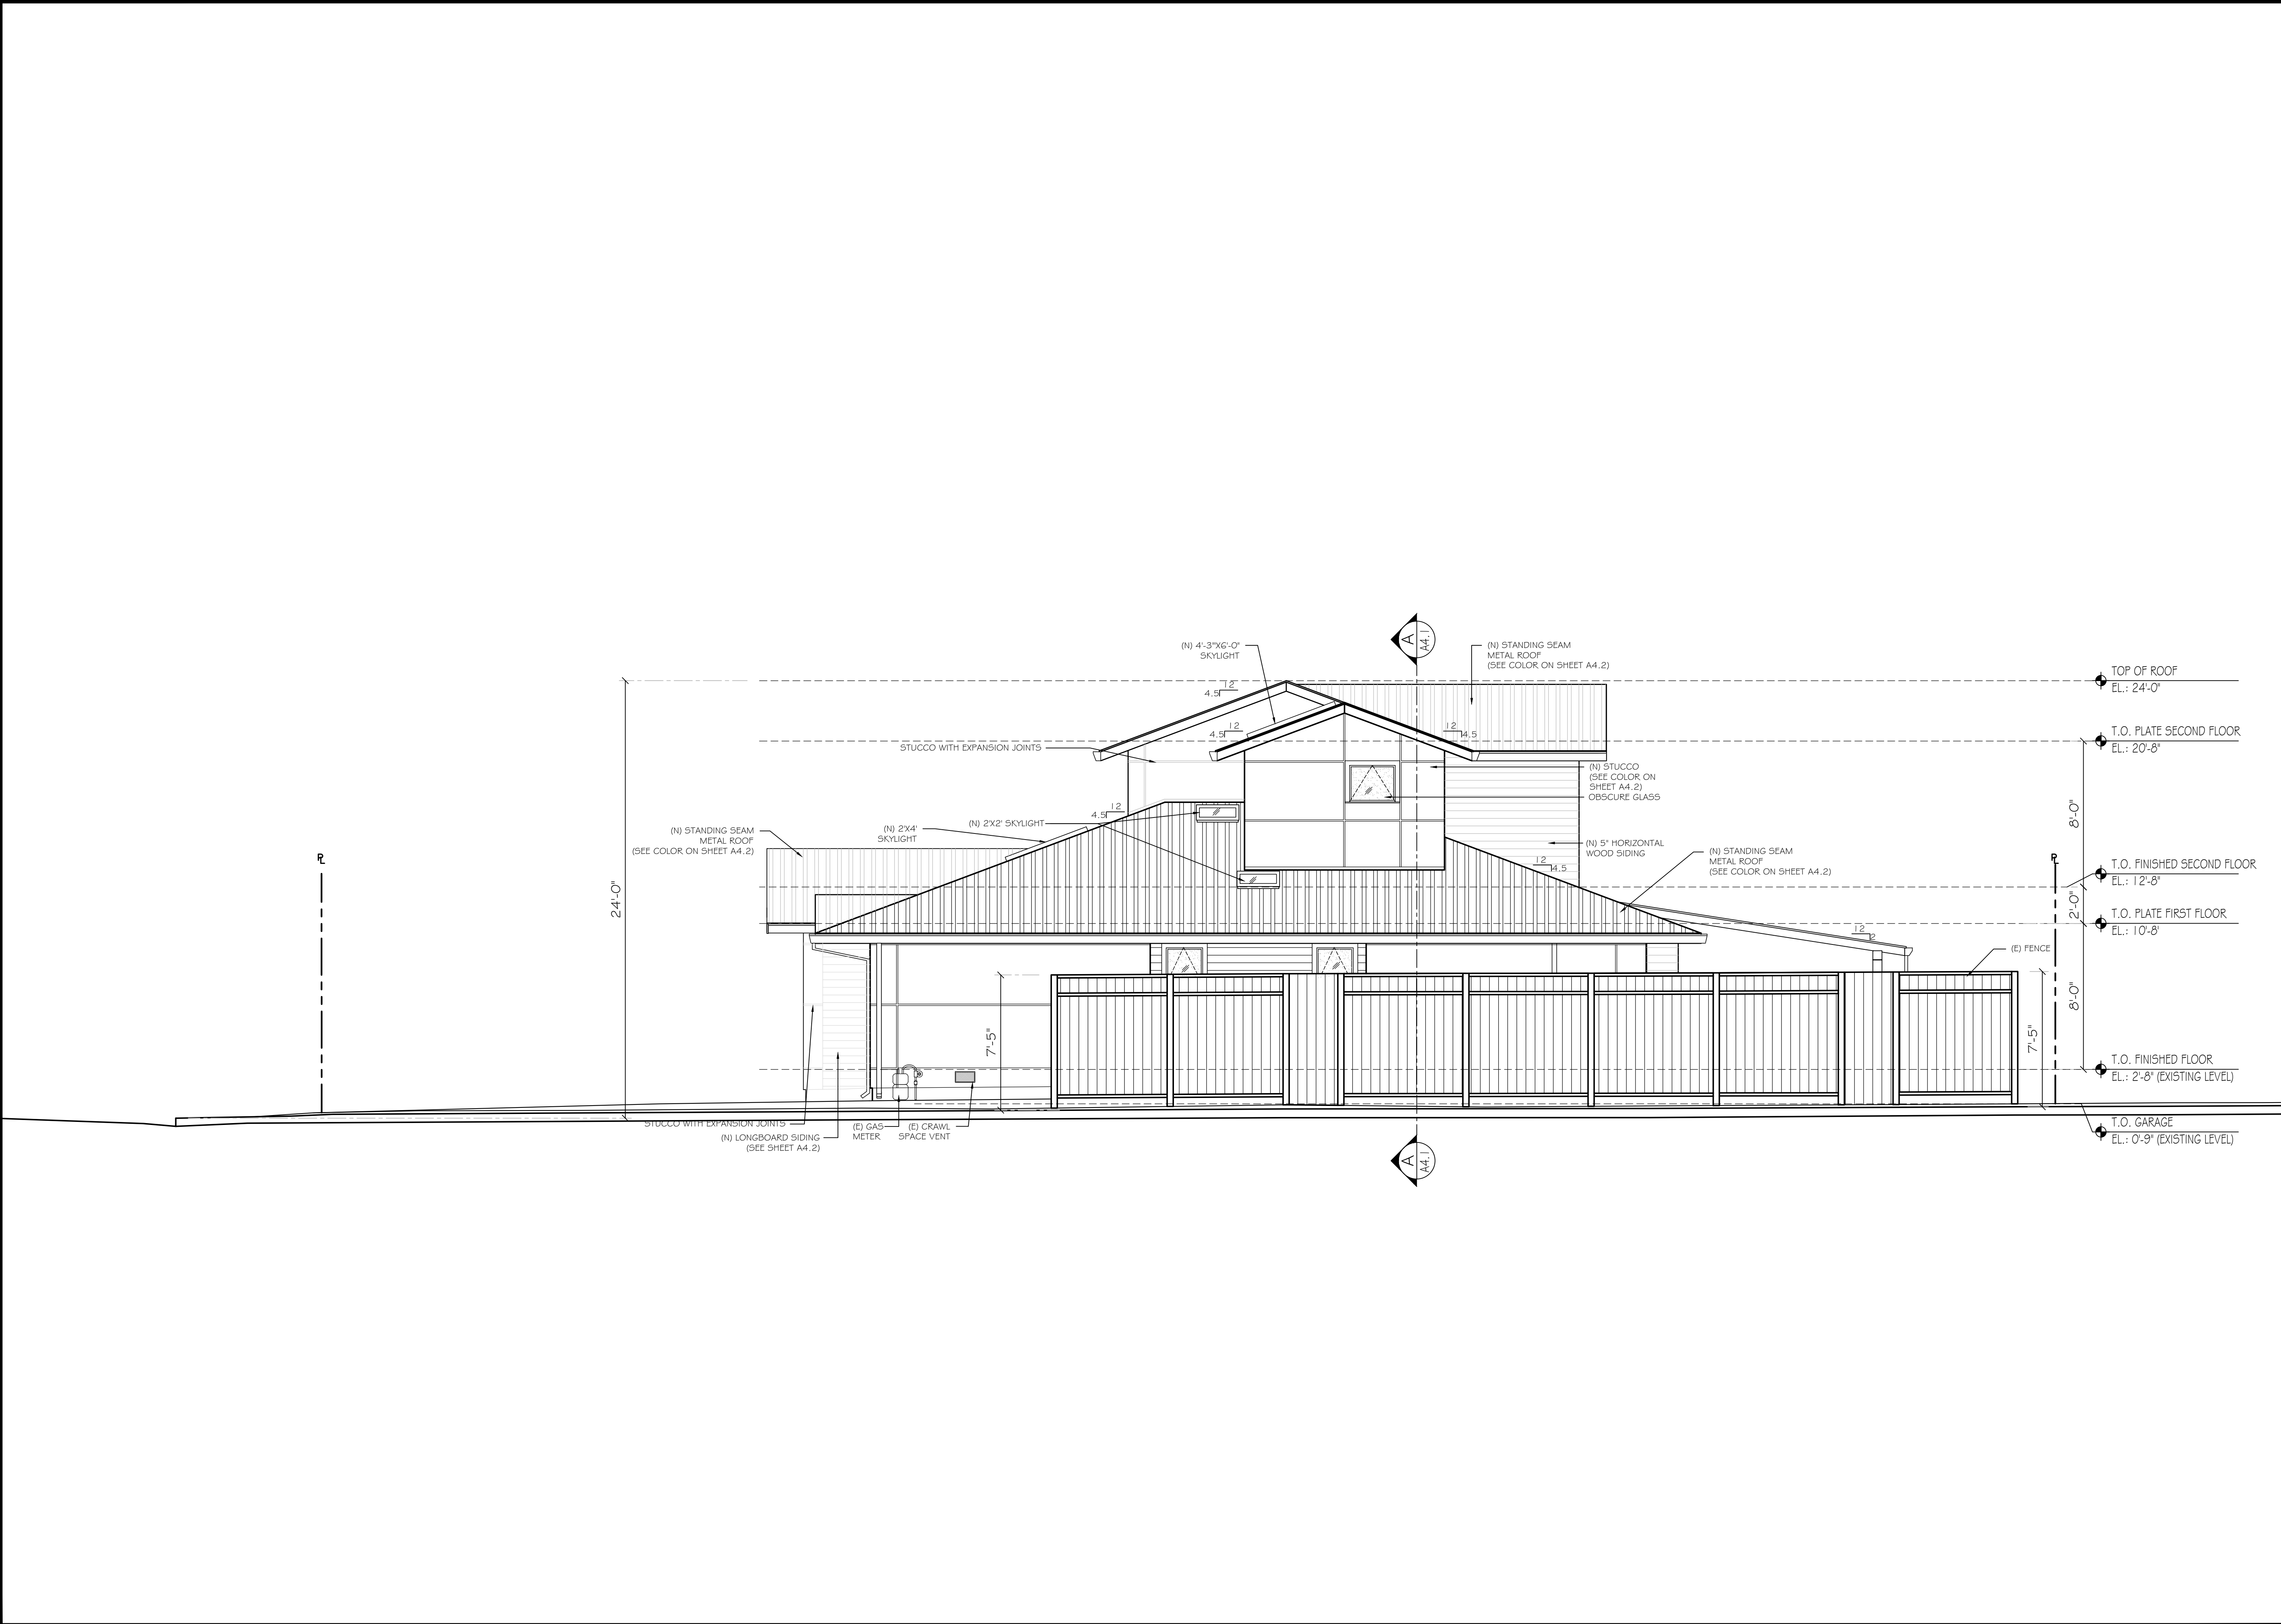 A
A4.1
(N) 4'-3"X6'-0"
SKYLIGHT
(N) STANDING SEAM
METAL ROOF
(SEE COLOR ON SHEET A4.2)
TOP OF ROOF
EL.: 24'-0"
12
4.5
12
4.5
12
4.5
T.O. PLATE SECOND FLOOR
EL.: 20'-8"
STUCCO WITH EXPANSION JOINTS
(N) STUCCO
(SEE COLOR ON
SHEET A4.2)
OBSCURE GLASS
12
4.5
8'-0"
(N) 2'X2' SKYLIGHT
(N) 2'X4'
SKYLIGHT
(N) STANDING SEAM
METAL ROOF
(SEE COLOR ON SHEET A4.2)
(N) 5" HORIZONTAL
WOOD SIDING
(N) STANDING SEAM
METAL ROOF
(SEE COLOR ON SHEET A4.2)
12
4.5
PL
PL
T.O. FINISHED SECOND FLOOR
EL.: 12'-8"
24'-0"
2'-0"
T.O. PLATE FIRST FLOOR
EL.: 10'-8'
12
2
(E) FENCE
8'-0"
7'-5"
7'-5"
T.O. FINISHED FLOOR
EL.: 2'-8" (EXISTING LEVEL)
T.O. GARAGE
EL.: 0'-9" (EXISTING LEVEL)
STUCCO WITH EXPANSION JOINTS
(N) LONGBOARD SIDING
(SEE SHEET A4.2)
(E) GAS
METER
(E) CRAWL
SPACE VENT
A
A4.1